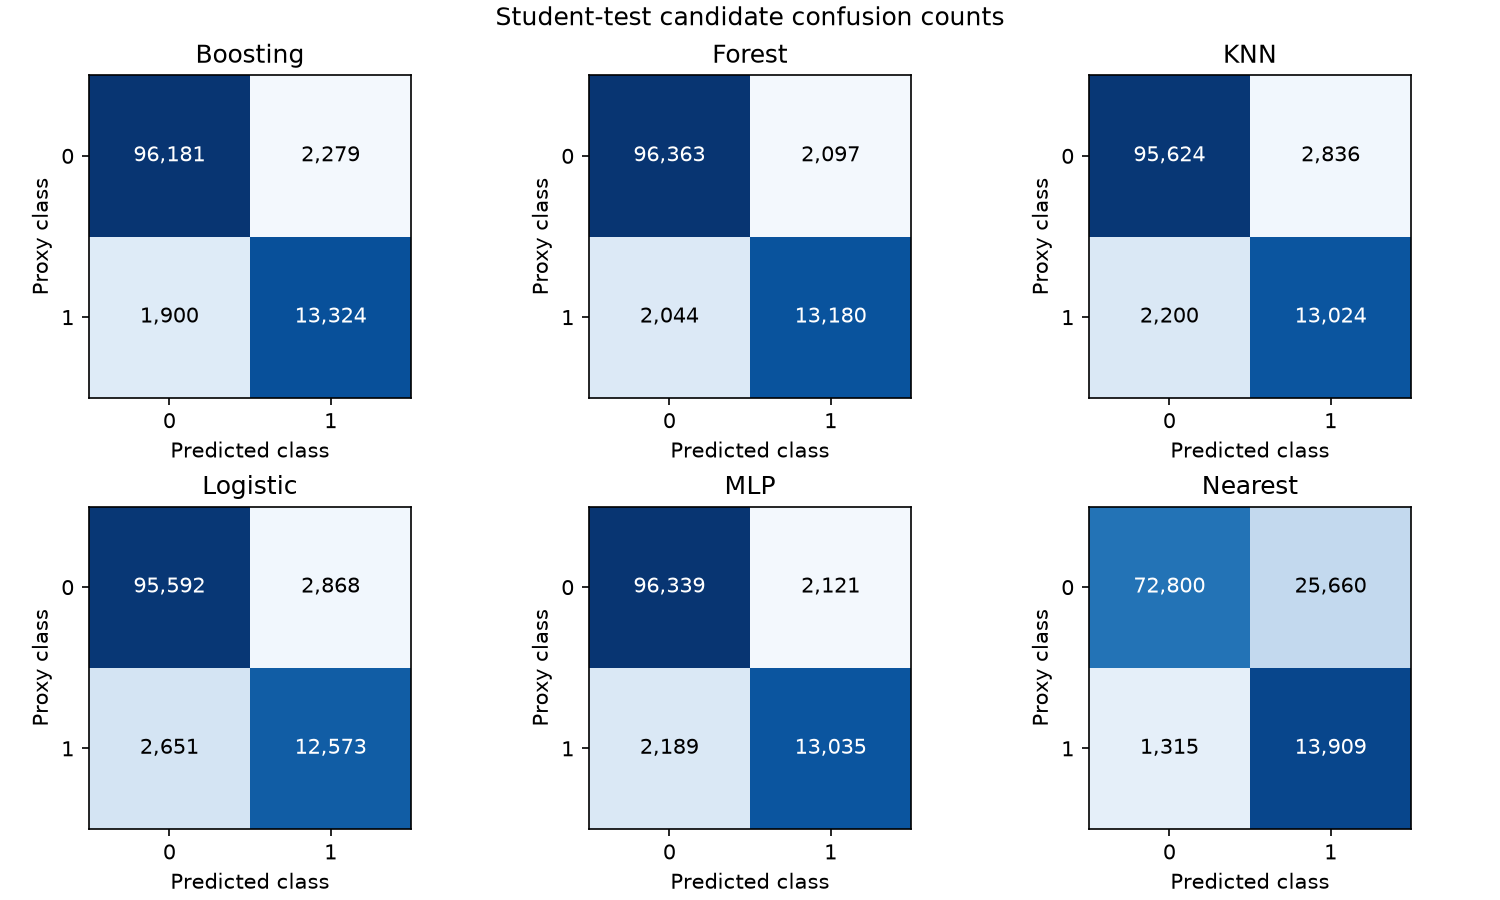 Student-test candidate confusion counts
Boosting
Forest
KNN
Proxy class
0
96,181
2,279
1
1,900
13,324
0
1
Predicted class
Proxy class
0
96,363
2,097
1
2,044
13,180
0
1
Predicted class
Proxy class
0
95,624
2,836
1
2,200
13,024
0
1
Predicted class
Logistic
MLP
Nearest
Proxy class
0
95,592
2,868
1
2,651
12,573
0
1
Predicted class
Proxy class
0
96,339
2,121
1
2,189
13,035
0
1
Predicted class
Proxy class
0
72,800
25,660
1
1,315
13,909
0
1
Predicted class